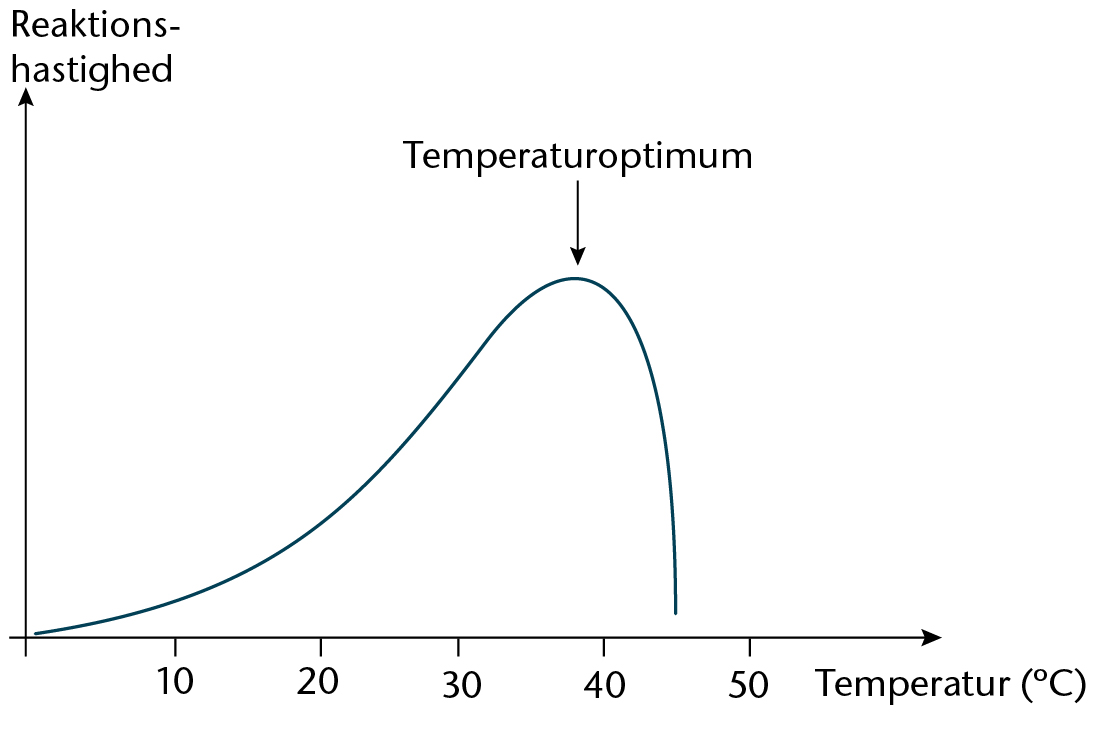 Reaktions-
hastighed
Temperaturoptimum
10 20 30 40 50 Temperatur (°C)